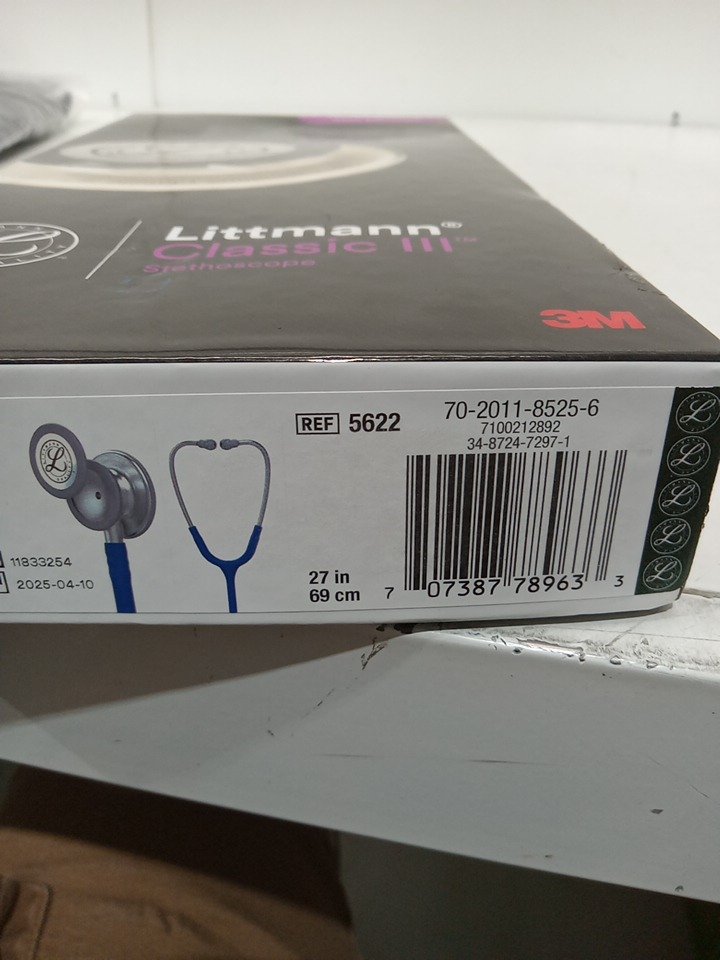 Littmann®
Classic III™
Stethoscope
3M
REF 5622
70-2011-8525-6
7100212892
34-8724-7297-1
11833254
2025-04-10
27 in
69 cm
7 07387 78963 3